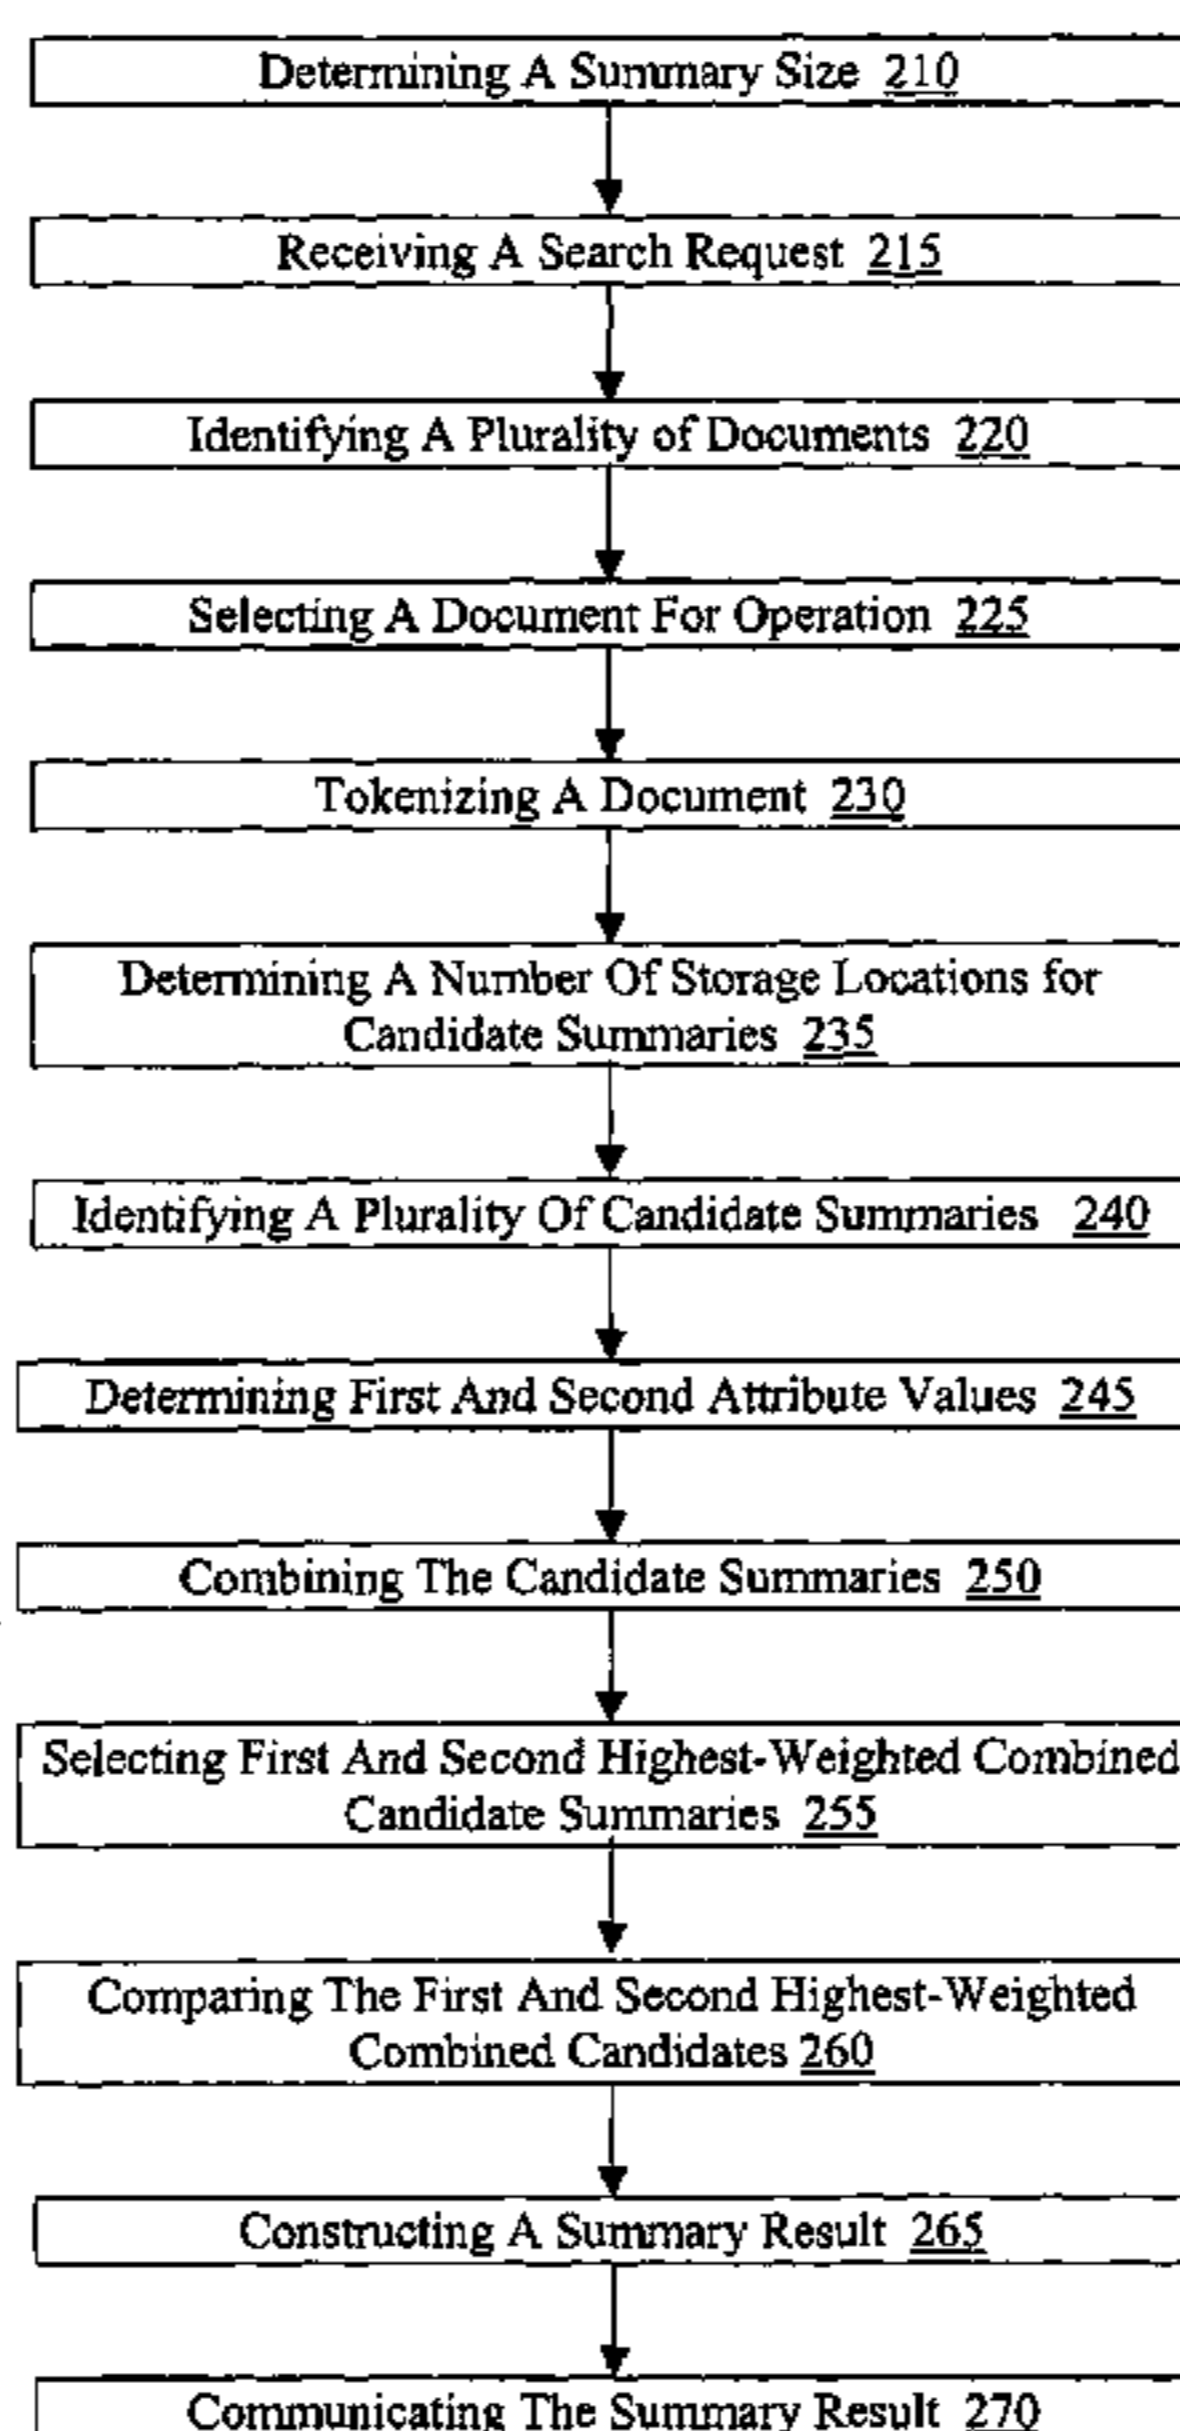 Determining A Summary Size 210
Receiving A Search Request 215
Identifying A Plurality of Documents 220
Selecting A Document For Operation 225
Tokenizing A Document 230
Determining A Number Of Storage Locations for
Candidate Summaries 235
Identifying A Plurality Of Candidate Summaries 240
Determining First And Second Attribute Values 245
Combining The Candidate Summaries 250
Selecting First And Second Highest-Weighted Combined
Candidate Summaries 255
Comparing The First And Second Highest-Weighted
Combined Candidates 260
Constructing A Summary Result 265
Communicating The Summary Result 270